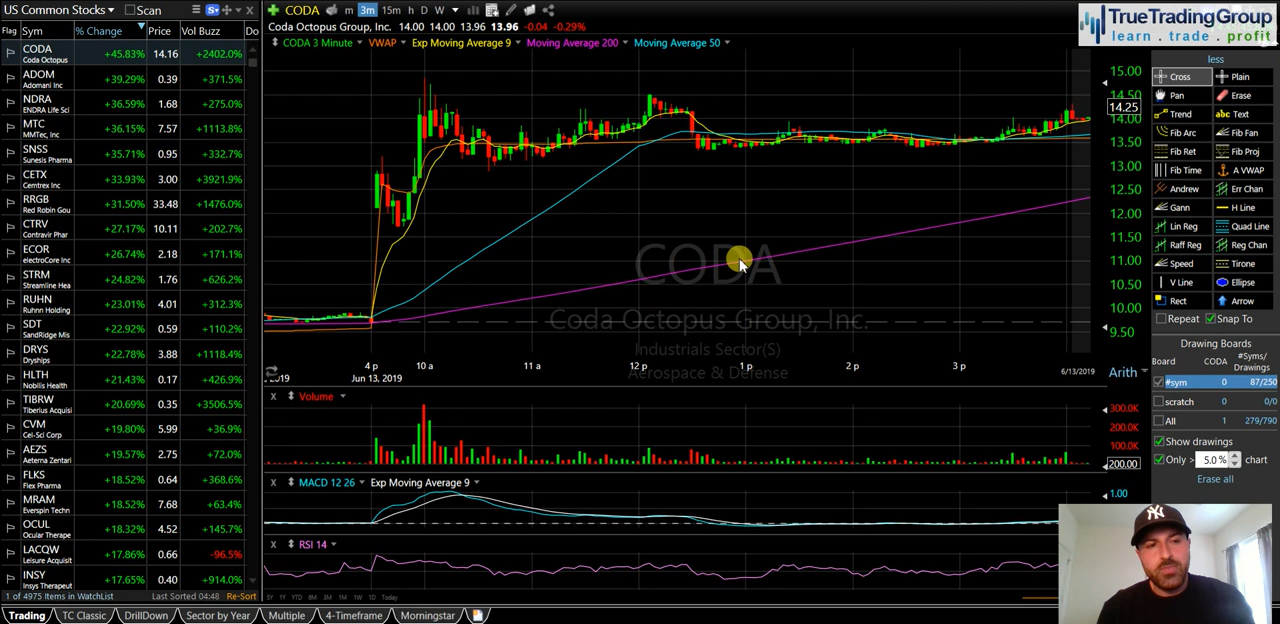 US Common Stocks
Scan
Flag Sym % Change Price Vol Buzz Do
CODA +45.83% 14.16 +2402.0%
Coda Octopus
ADOM +39.29% 0.39 +371.5%
Adomani Inc
NDRA +36.59% 1.68 +275.0%
ENDRA Life Sci
MTC +36.15% 7.57 +1113.8%
MMTec, Inc
SNSS +35.71% 0.95 +332.7%
Sunesis Pharma
CETX +33.93% 3.00 +3921.9%
Cemtrex Inc
RRGB +31.50% 33.48 +1476.0%
Red Robin Gou
CTRV +27.17% 10.11 +202.7%
Contravir Phar
ECOR +26.74% 2.18 +171.1%
electroCore Inc
STRM +24.82% 1.76 +626.2%
Streamline Hea
RUHN +23.01% 4.01 +312.3%
Ruhnn Holding
SDT +22.92% 0.59 +110.2%
SandRidge Mis
DRYS +22.78% 3.88 +1118.4%
Dryships
HLTH +21.43% 0.17 +426.9%
Nobilis Health
TIBRW +20.69% 0.35 +3506.5%
Tiberius Acquisi
CVM +19.80% 5.99 +36.9%
Cel-Sci Corp
AEZS +19.57% 2.75 +72.0%
Aeterna Zentari
FLKS +18.52% 0.64 +368.6%
Flex Pharma
MRAM +18.52% 7.68 +63.4%
Everspin Techn
OCUL +18.32% 4.52 +145.7%
Ocular Therape
LACQW +17.86% 0.66 -96.5%
Leisure Acquisit
INSY +17.65% 0.40 +914.0%
Insys Therapeut
1 of 4975 Items in WatchList Last Sorted 04:48 Re-Sort
CODA m 3m 15m h D W
Coda Octopus Group, Inc. 14.00 14.00 13.96 13.96 -0.04 -0.29%
CODA 3 Minute VWAP Exp Moving Average 9 Moving Average 200 Moving Average 50
15.00
14.50
14.25
14.00
13.50
13.00
12.50
12.00
11.50
11.00
10.50
10.00
9.50
CODA
Coda Octopus Group, Inc.
Industrials Sector(S)
Aerospace & Defense
4 p 10 a 11 a 12 p 1 p 2 p 3 p
2019 Jun 13, 2019 6/13/2019
Arith
X Volume
300.0K
200.0K
100.0K
200.00
X MACD 12 26 Exp Moving Average 9
1.00
X RSI 14
5Y 1Y YTD 6M 3M 1M 1W 1D Today
TrueTradingGroup
learn . trade . profit
less
Cross Plain
Pan Erase
Trend abc Text
Fib Arc Fib Fan
Fib Ret Fib Proj
Fib Time A VWAP
Andrew Err Chan
Gann H Line
Lin Reg Quad Line
Raff Reg Reg Chan
Speed Tirone
V Line Ellipse
Rect Arrow
Repeat Snap To
Drawing Boards
Board CODA #Syms/
Drawings
#sym 0 87/250
scratch 0 0/0
All 1 279/790
Show drawings
Only > 5.0 % chart
Erase all
Trading TC Classic DrillDown Sector by Year Multiple 4-Timeframe Morningstar